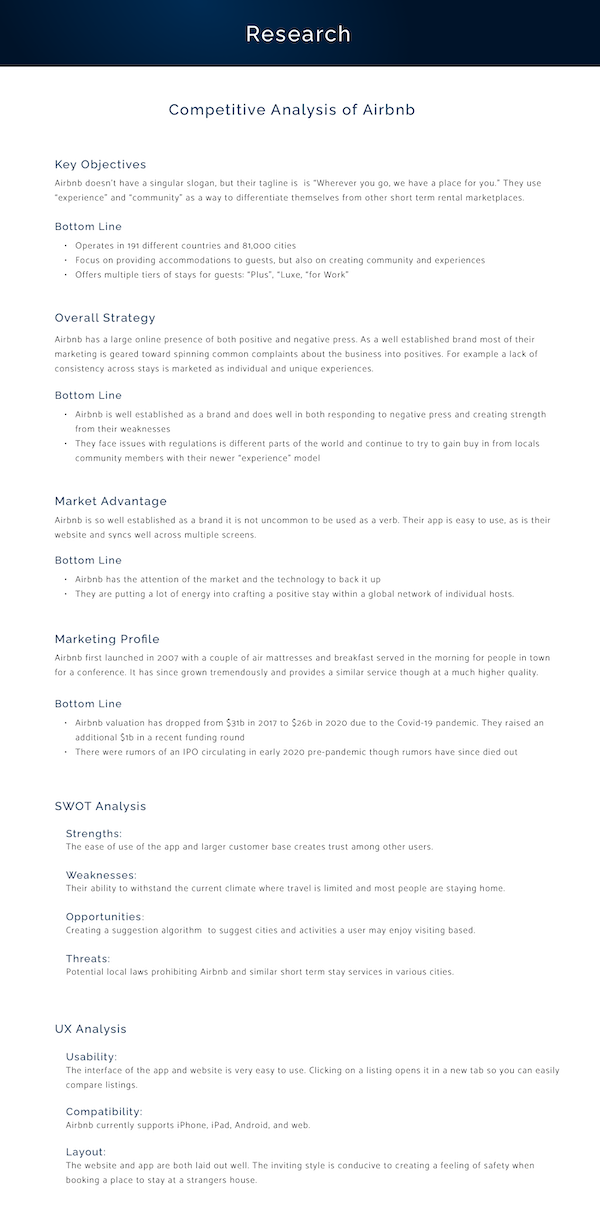 Research
Competitive Analysis of Airbnb
Key Objectives
Airbnb doesn't have a singular slogan, but their tagline is  is "Wherever you go, we have a place for you." They use
"experience" and "community" as a way to differentiate themselves from other short term rental marketplaces.
Bottom Line
• Operates in 191 different countries and 81,000 cities
• Focus on providing accommodations to guests, but also on creating community and experiences
• Offers multiple tiers of stays for guests: "Plus", "Luxe, "for Work"
Overall Strategy
Airbnb has a large online presence of both positive and negative press. As a well established brand most of their
marketing is geared toward spinning common complaints about the business into positives. For example a lack of
consistency across stays is marketed as individual and unique experiences.
Bottom Line
• Airbnb is well established as a brand and does well in both responding to negative press and creating strength
from their weaknesses
• They face issues with regulations is different parts of the world and continue to try to gain buy in from locals
community members with their newer "experience" model
Market Advantage
Airbnb is so well established as a brand it is not uncommon to be used as a verb. Their app is easy to use, as is their
website and syncs well across multiple screens.
Bottom Line
• Airbnb has the attention of the market and the technology to back it up
• They are putting a lot of energy into crafting a positive stay within a global network of individual hosts.
Marketing Profile
Airbnb first launched in 2007 with a couple of air mattresses and breakfast served in the morning for people in town
for a conference. It has since grown tremendously and provides a similar service though at a much higher quality.
Bottom Line
• Airbnb valuation has dropped from $31b in 2017 to $26b in 2020 due to the Covid-19 pandemic. They raised an
additional $1b in a recent funding round
• There were rumors of an IPO circulating in early 2020 pre-pandemic though rumors have since died out
SWOT Analysis
Strengths:
The ease of use of the app and larger customer base creates trust among other users.
Weaknesses:
Their ability to withstand the current climate where travel is limited and most people are staying home.
Opportunities:
Creating a suggestion algorithm  to suggest cities and activities a user may enjoy visiting based.
Threats:
Potential local laws prohibiting Airbnb and similar short term stay services in various cities.
UX Analysis
Usability:
The interface of the app and website is very easy to use. Clicking on a listing opens it in a new tab so you can easily
compare listings.
Compatibility:
Airbnb currently supports iPhone, iPad, Android, and web.
Layout:
The website and app are both laid out well. The inviting style is conducive to creating a feeling of safety when
booking a place to stay at a strangers house.